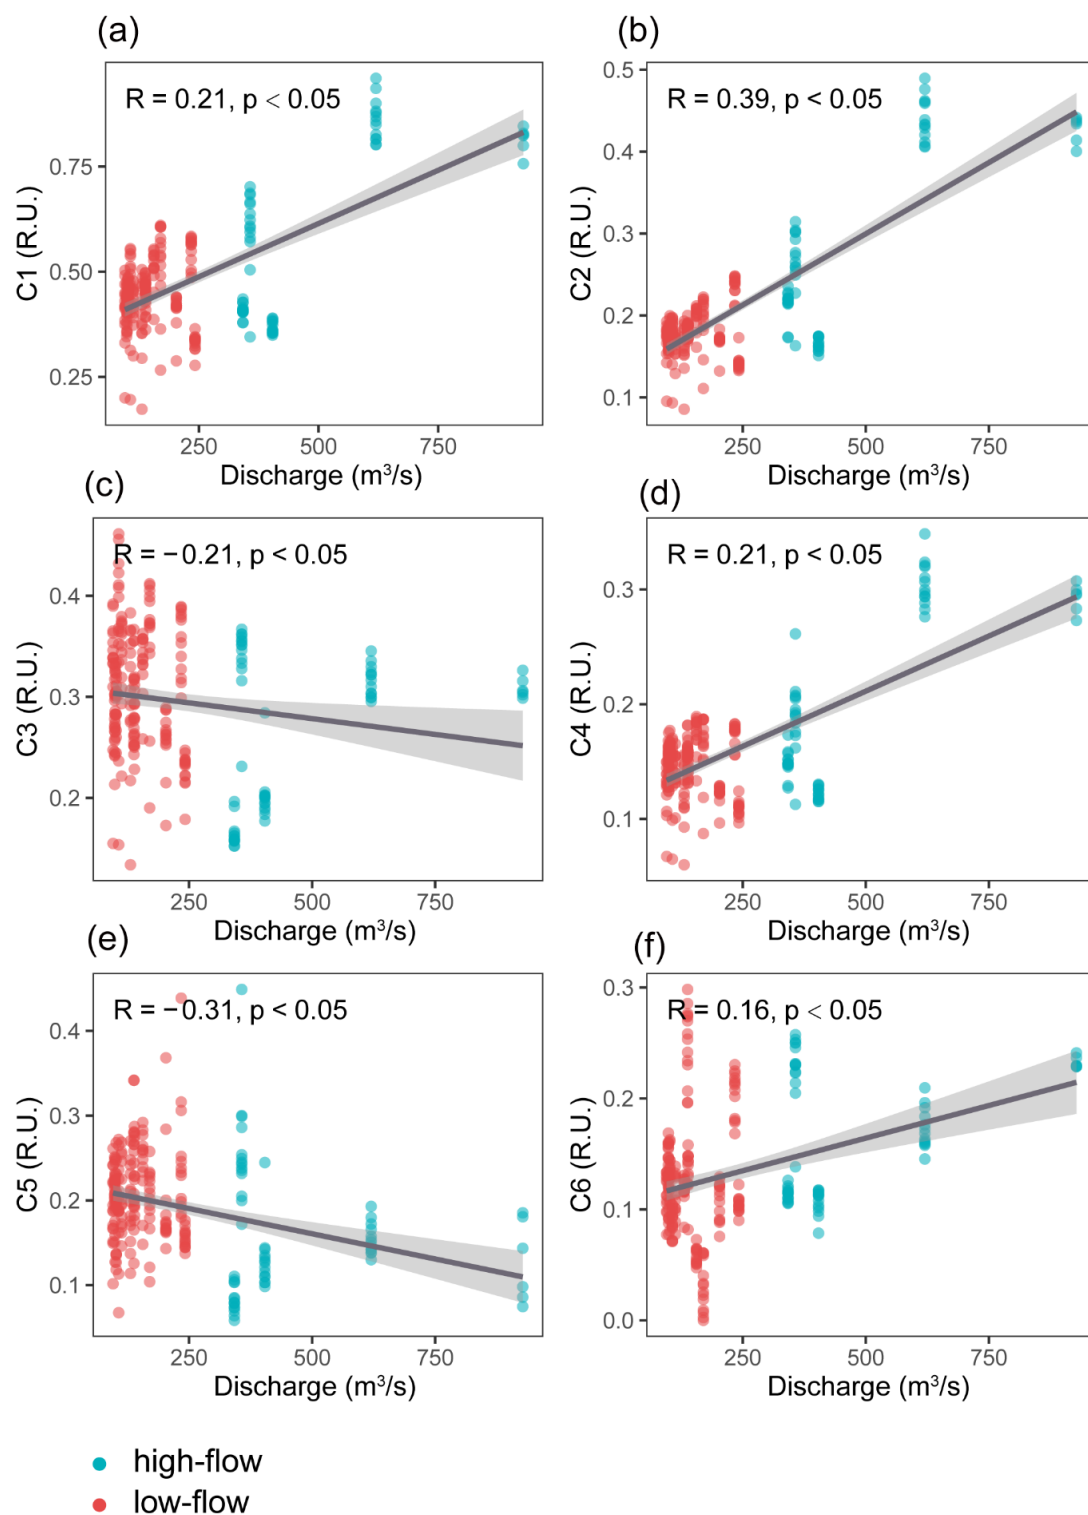 (a)
(b)
R = 0.21, p < 0.05
R = 0.39, p < 0.05
C1 (R.U.)
0.75
0.50
0.25
C2 (R.U.)
0.5
0.4
0.3
0.2
0.1
250 500 750
Discharge (m³/s)
250 500 750
Discharge (m³/s)
(c)
(d)
R = −0.21, p < 0.05
R = 0.21, p < 0.05
C3 (R.U.)
0.4
0.3
0.2
C4 (R.U.)
0.3
0.2
0.1
250 500 750
Discharge (m³/s)
250 500 750
Discharge (m³/s)
(e)
(f)
R = −0.31, p < 0.05
R = 0.16, p < 0.05
C5 (R.U.)
0.4
0.3
0.2
0.1
C6 (R.U.)
0.3
0.2
0.1
0.0
250 500 750
Discharge (m³/s)
250 500 750
Discharge (m³/s)
high-flow
low-flow